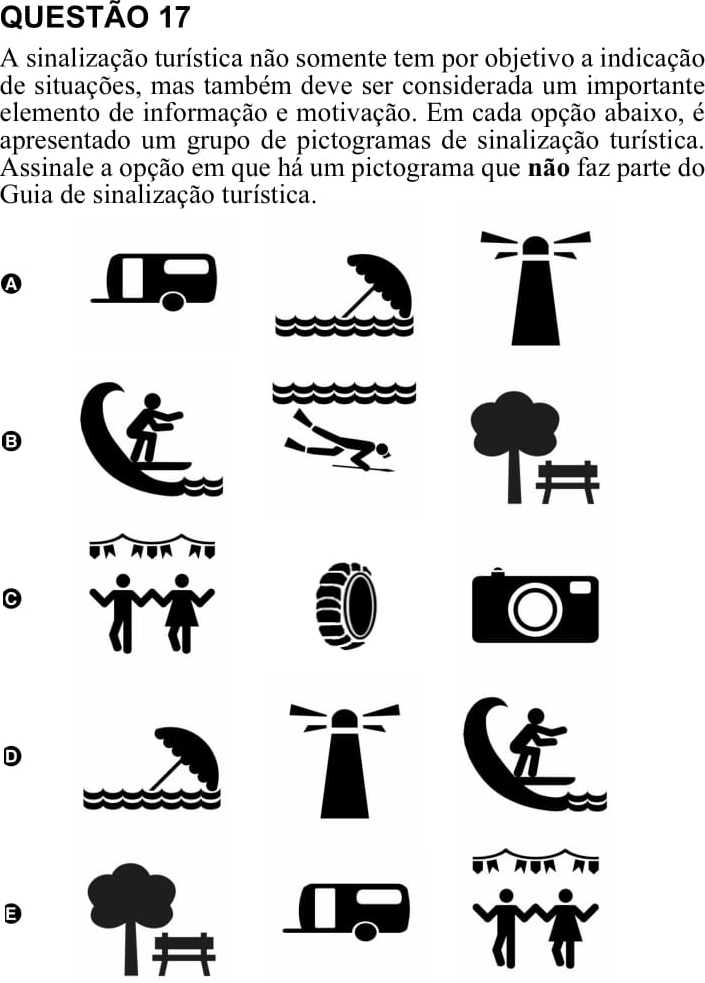 QUESTÃO 17
A sinalização turística não somente tem por objetivo a indicação
de situações, mas também deve ser considerada um importante
elemento de informação e motivação. Em cada opção abaixo, é
apresentado um grupo de pictogramas de sinalização turística.
Assinale a opção em que há um pictograma que não faz parte do
Guia de sinalização turística.
A
B
C
D
E